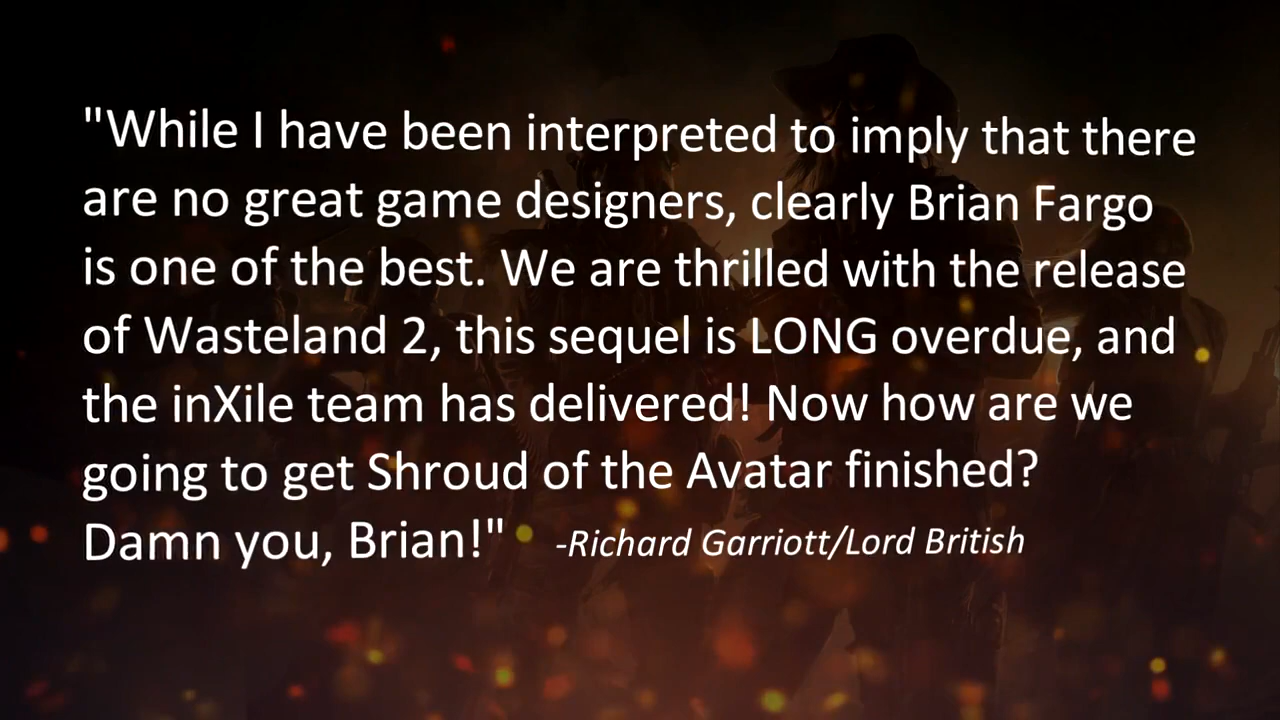 "While I have been interpreted to imply that there
are no great game designers, clearly Brian Fargo
is one of the best. We are thrilled with the release
of Wasteland 2, this sequel is LONG overdue, and
the inXile team has delivered! Now how are we
going to get Shroud of the Avatar finished?
Damn you, Brian!" -Richard Garriott/Lord British